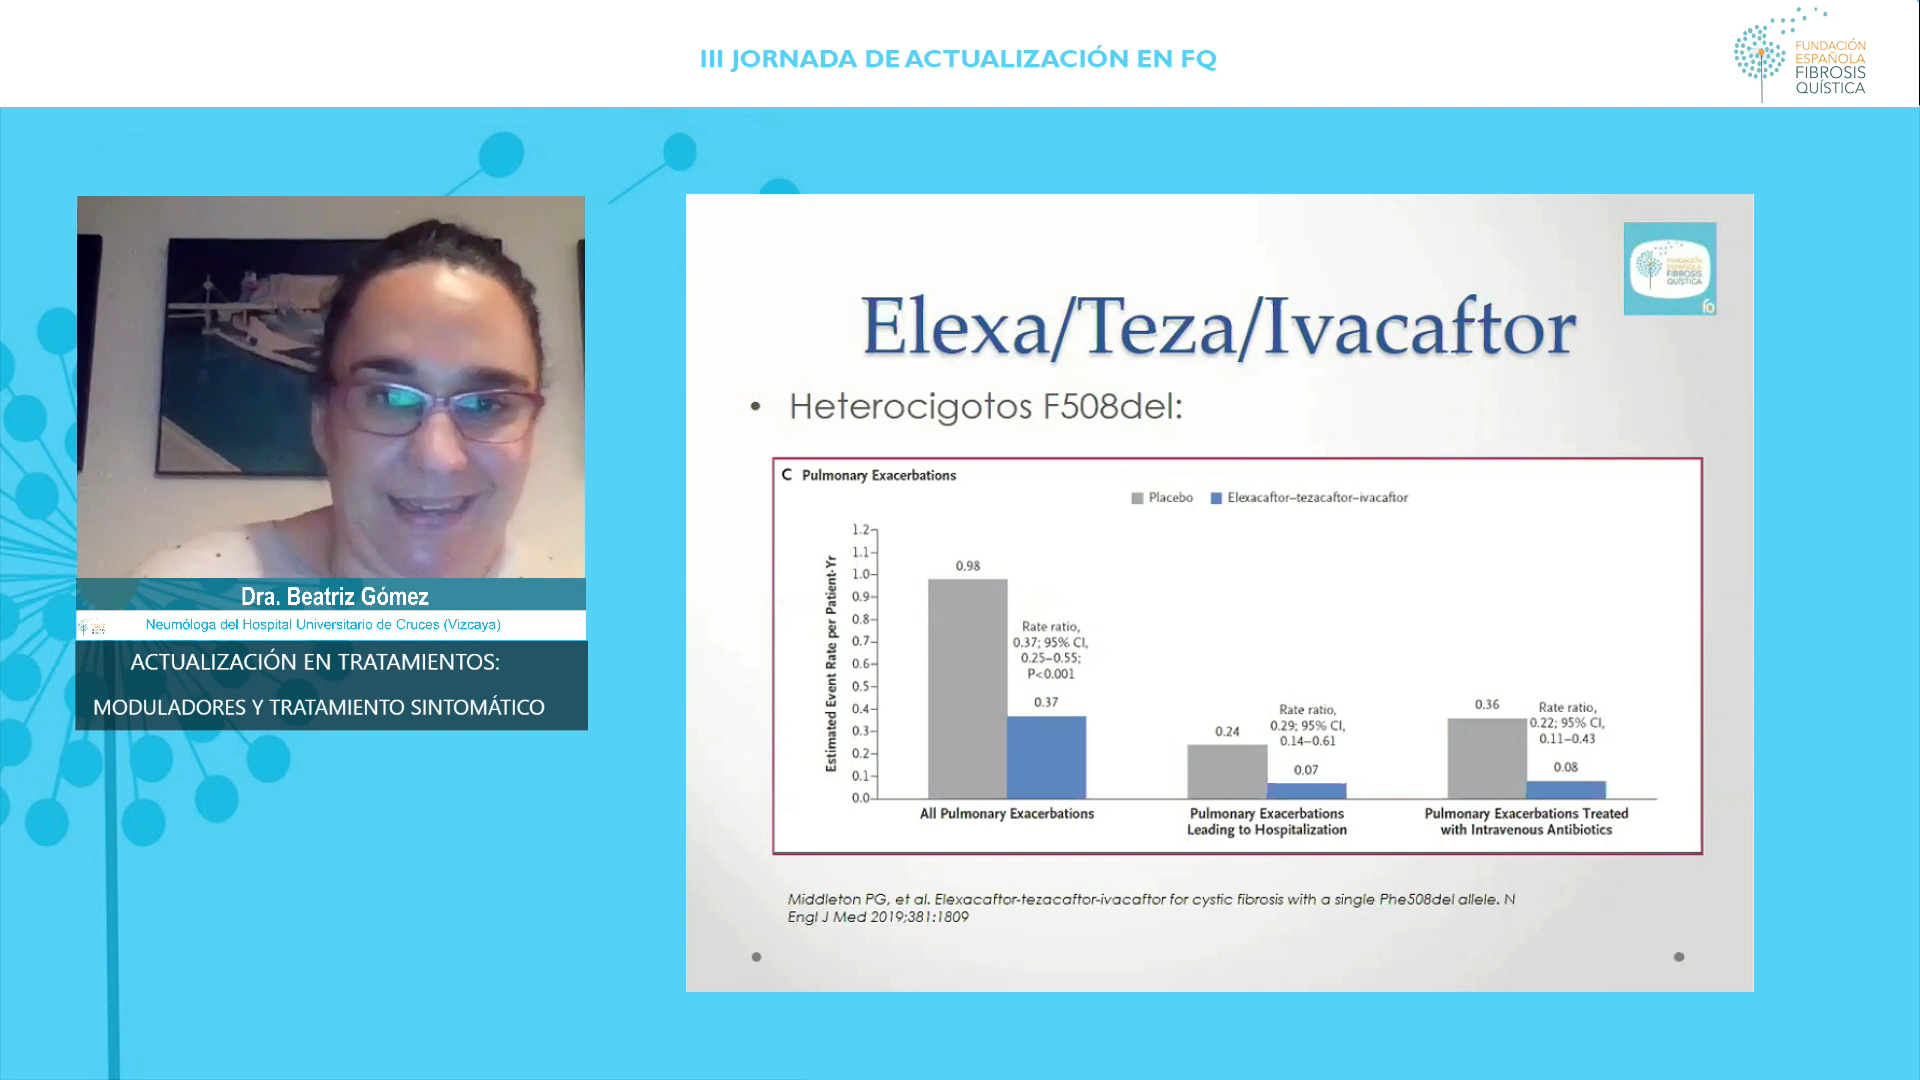 III JORNADA DE ACTUALIZACIÓN EN FQ
FUNDACIÓN
ESPAÑOLA
FIBROSIS
QUÍSTICA
Dra. Beatriz Gómez
Neumóloga del Hospital Universitario de Cruces (Vizcaya)
ACTUALIZACIÓN EN TRATAMIENTOS:
MODULADORES Y TRATAMIENTO SINTOMÁTICO
FUNDACIÓN
ESPAÑOLA
FIBROSIS
QUÍSTICA
fQ
Elexa/Teza/Ivacaftor
• Heterocigotos F508del:
C Pulmonary Exacerbations
Placebo
Elexacaftor–tezacaftor–ivacaftor
Estimated Event Rate per Patient-Yr
1.2
1.1
1.0
0.9
0.8
0.7
0.6
0.5
0.4
0.3
0.2
0.1
0.0
0.98
Rate ratio,
0.37; 95% CI,
0.25–0.55;
P<0.001
0.37
0.24
Rate ratio,
0.29; 95% CI,
0.14–0.61
0.07
0.36
Rate ratio,
0.22; 95% CI,
0.11–0.43
0.08
All Pulmonary Exacerbations
Pulmonary Exacerbations
Leading to Hospitalization
Pulmonary Exacerbations Treated
with Intravenous Antibiotics
Middleton PG, et al. Elexacaftor-tezacaftor-ivacaftor for cystic fibrosis with a single Phe508del allele. N
Engl J Med 2019;381:1809